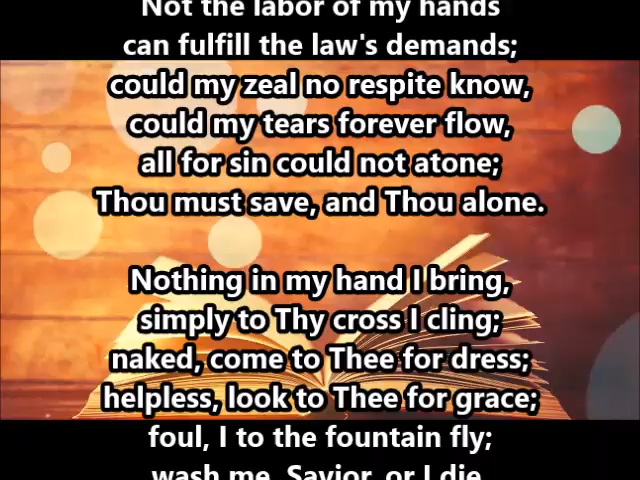 Not the labor of my hands
can fulfill the law's demands;
could my zeal no respite know,
could my tears forever flow,
all for sin could not atone;
Thou must save, and Thou alone.
Nothing in my hand I bring,
simply to Thy cross I cling;
naked, come to Thee for dress;
helpless, look to Thee for grace;
foul, I to the fountain fly;
wash me, Savior, or I die.